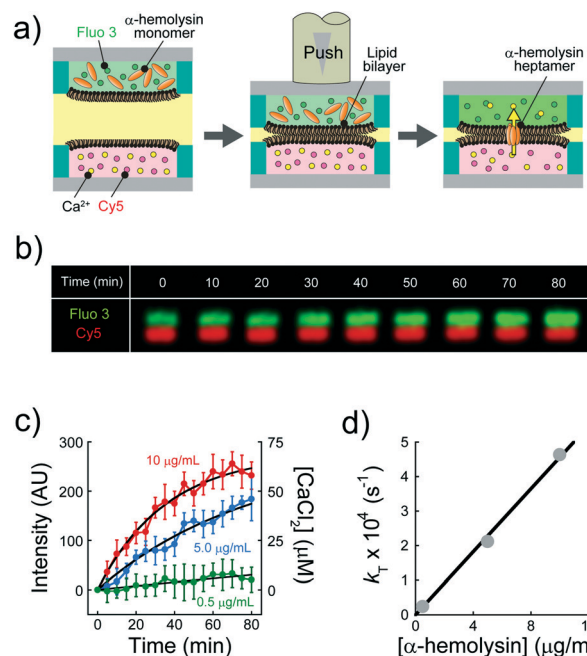 a)
Fluo 3
α-hemolysin
monomer
Ca²⁺
Cy5
Push
Lipid
bilayer
α-hemolysin
heptamer
b)
Time (min) 0 10 20 30 40 50 60 70 80
Fluo 3
Cy5
c)
300
200
100
0
Intensity (AU)
10 μg/mL
5.0 μg/mL
0.5 μg/mL
75
50
25
0
[CaCl₂] (μM)
0 20 40 60 80
Time (min)
d)
5
4
3
2
1
0
k_T x 10⁴ (s⁻¹)
0 4 8
[α-hemolysin] (μg/m